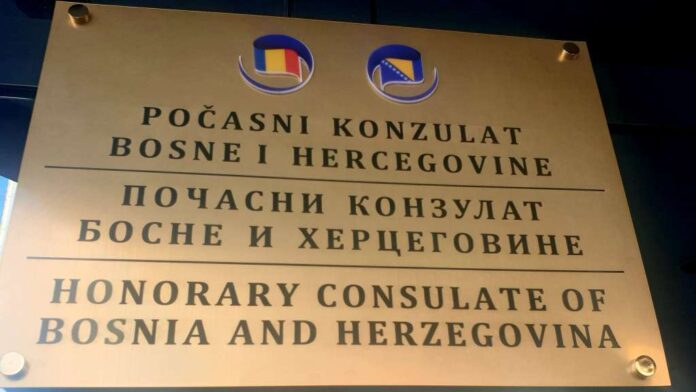 POČASNI KONZULAT
BOSNE I HERCEGOVINE
ПОЧАСНИ КОНЗУЛАТ
БОСНЕ И ХЕРЦЕГОВИНЕ
HONORARY CONSULATE OF
BOSNIA AND HERZEGOVINA